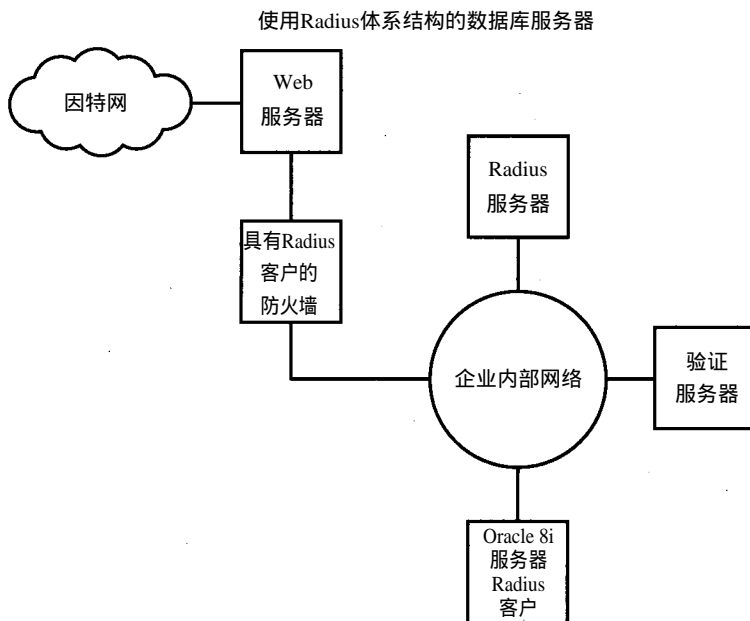 使用Radius体系结构的数据库服务器
因特网
Web
服务器
Radius
服务器
具有Radius
客户的
防火墙
企业内部网络
验证
服务器
Oracle 8i
服务器
Radius
客户